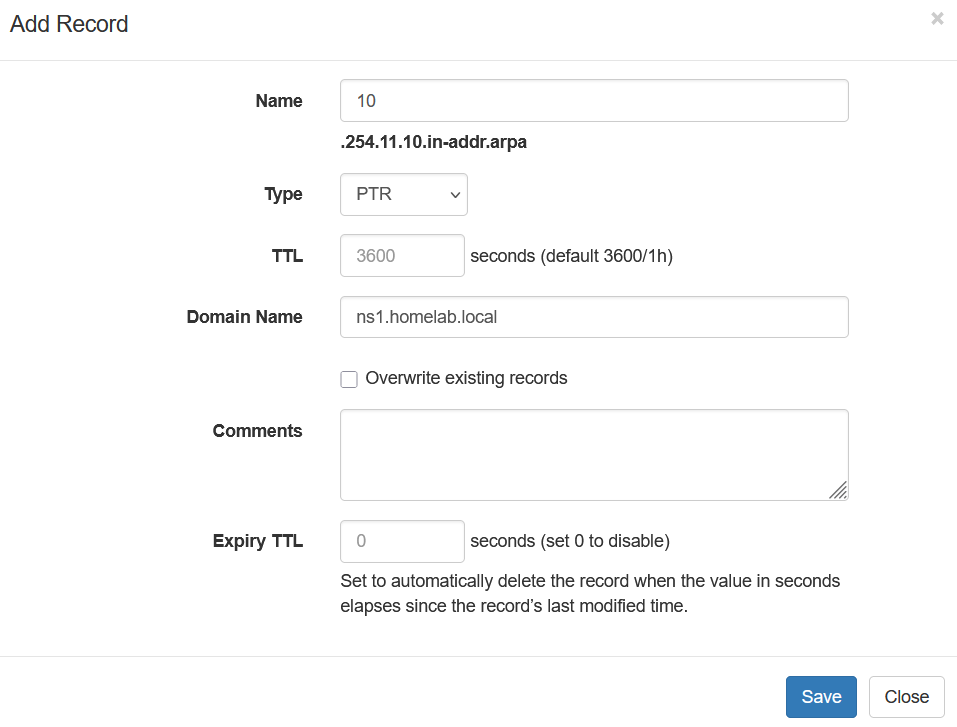 Add Record ×
Name 10
.254.11.10.in-addr.arpa
Type PTR
TTL 3600 seconds (default 3600/1h)
Domain Name ns1.homelab.local
Overwrite existing records
Comments
Expiry TTL 0 seconds (set 0 to disable)
Set to automatically delete the record when the value in seconds
elapses since the record’s last modified time.
Save Close